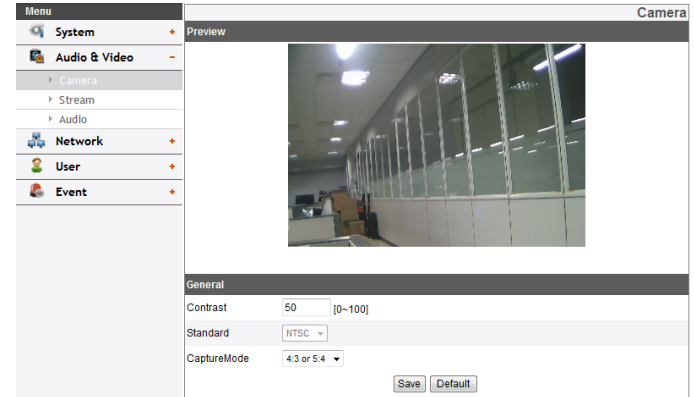 Menu
Camera
System +
Preview
Audio & Video -
Camera
Stream
Audio
Network +
User +
Event +
General
Contrast 50 [0~100]
Standard NTSC
CaptureMode 4:3 or 5:4
Save Default